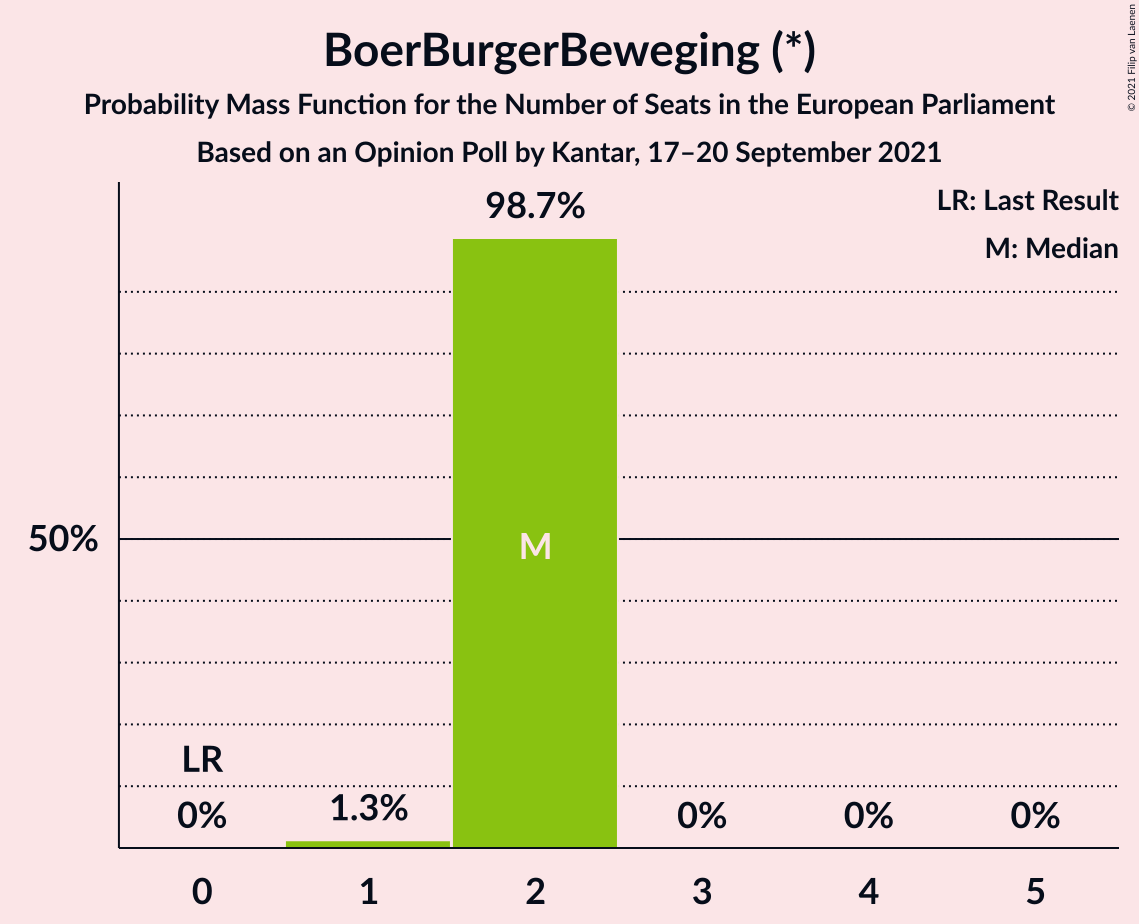 BoerBurgerBeweging (*)
Probability Mass Function for the Number of Seats in the European Parliament
Based on an Opinion Poll by Kantar, 17–20 September 2021
© 2021 Filip van Laenen
LR: Last Result
M: Median
98.7%
50%
M
LR
0%
1.3%
0%
0%
0%
0
1
2
3
4
5